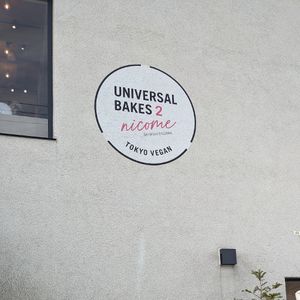 UNIVERSAL
BAKES 2
nicome
TOKYO VEGAN